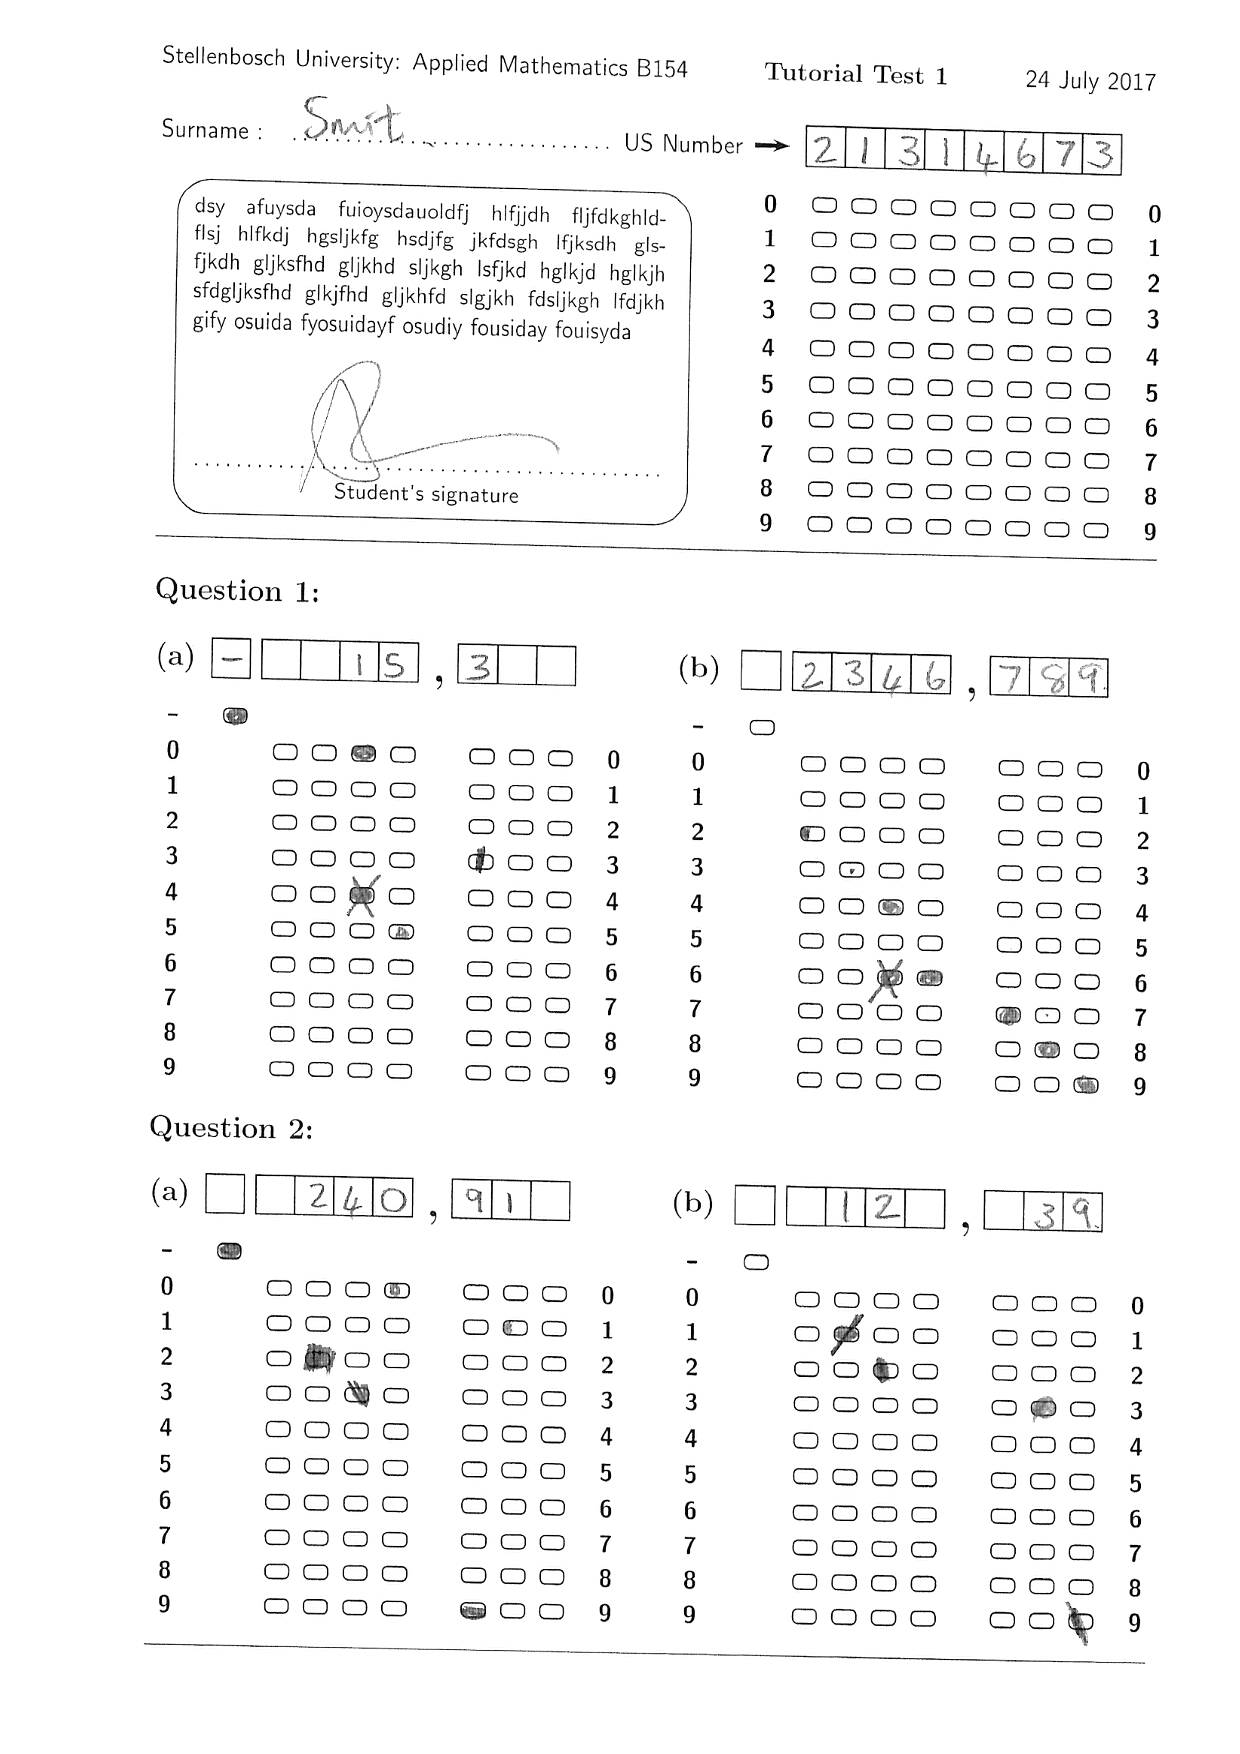 Stellenbosch University: Applied Mathematics B154 Tutorial Test 1 24 July 2017
Surname : Smit US Number → 2 1 3 1 4 6 7 3
dsy afuysda fuioysdauoldfj hlfjjdh fljfdkghld-
flsj hlfkdj hgsljkfg hsdjfg jkfdsgh lfjksdh gls-
fjkdh gljksfhd gljkhd sljkgh lsfjkd hglkjd hglkjh
sfdgljksfhd glkjfhd gljkhfd slgjkh fdsljkgh lfdjkh
gify osuida fyosuidayf osudiy fousiday fouisyda
Student's signature
0 0
1 1
2 2
3 3
4 4
5 5
6 6
7 7
8 8
9 9
Question 1:
(a) - 1 5 , 3 (b) 2 3 4 6 , 7 8 9
- -
0 0 0 0
1 1 1 1
2 2 2 2
3 3 3 3
4 4 4 4
5 5 5 5
6 6 6 6
7 7 7 7
8 8 8 8
9 9 9 9
Question 2:
(a) 2 4 0 , 9 1 (b) 1 2 , 3 9
- -
0 0 0 0
1 1 1 1
2 2 2 2
3 3 3 3
4 4 4 4
5 5 5 5
6 6 6 6
7 7 7 7
8 8 8 8
9 9 9 9